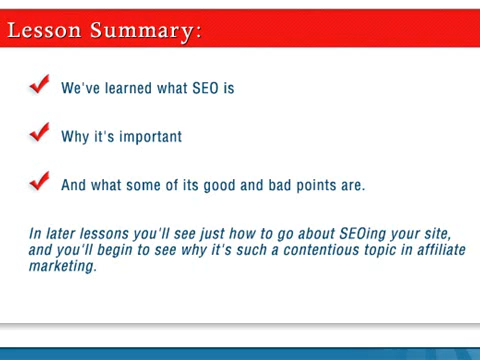 Lesson Summary:
We've learned what SEO is
Why it's important
And what some of its good and bad points are.
In later lessons you'll see just how to go about SEOing your site,
and you'll begin to see why it's such a contentious topic in affiliate
marketing.